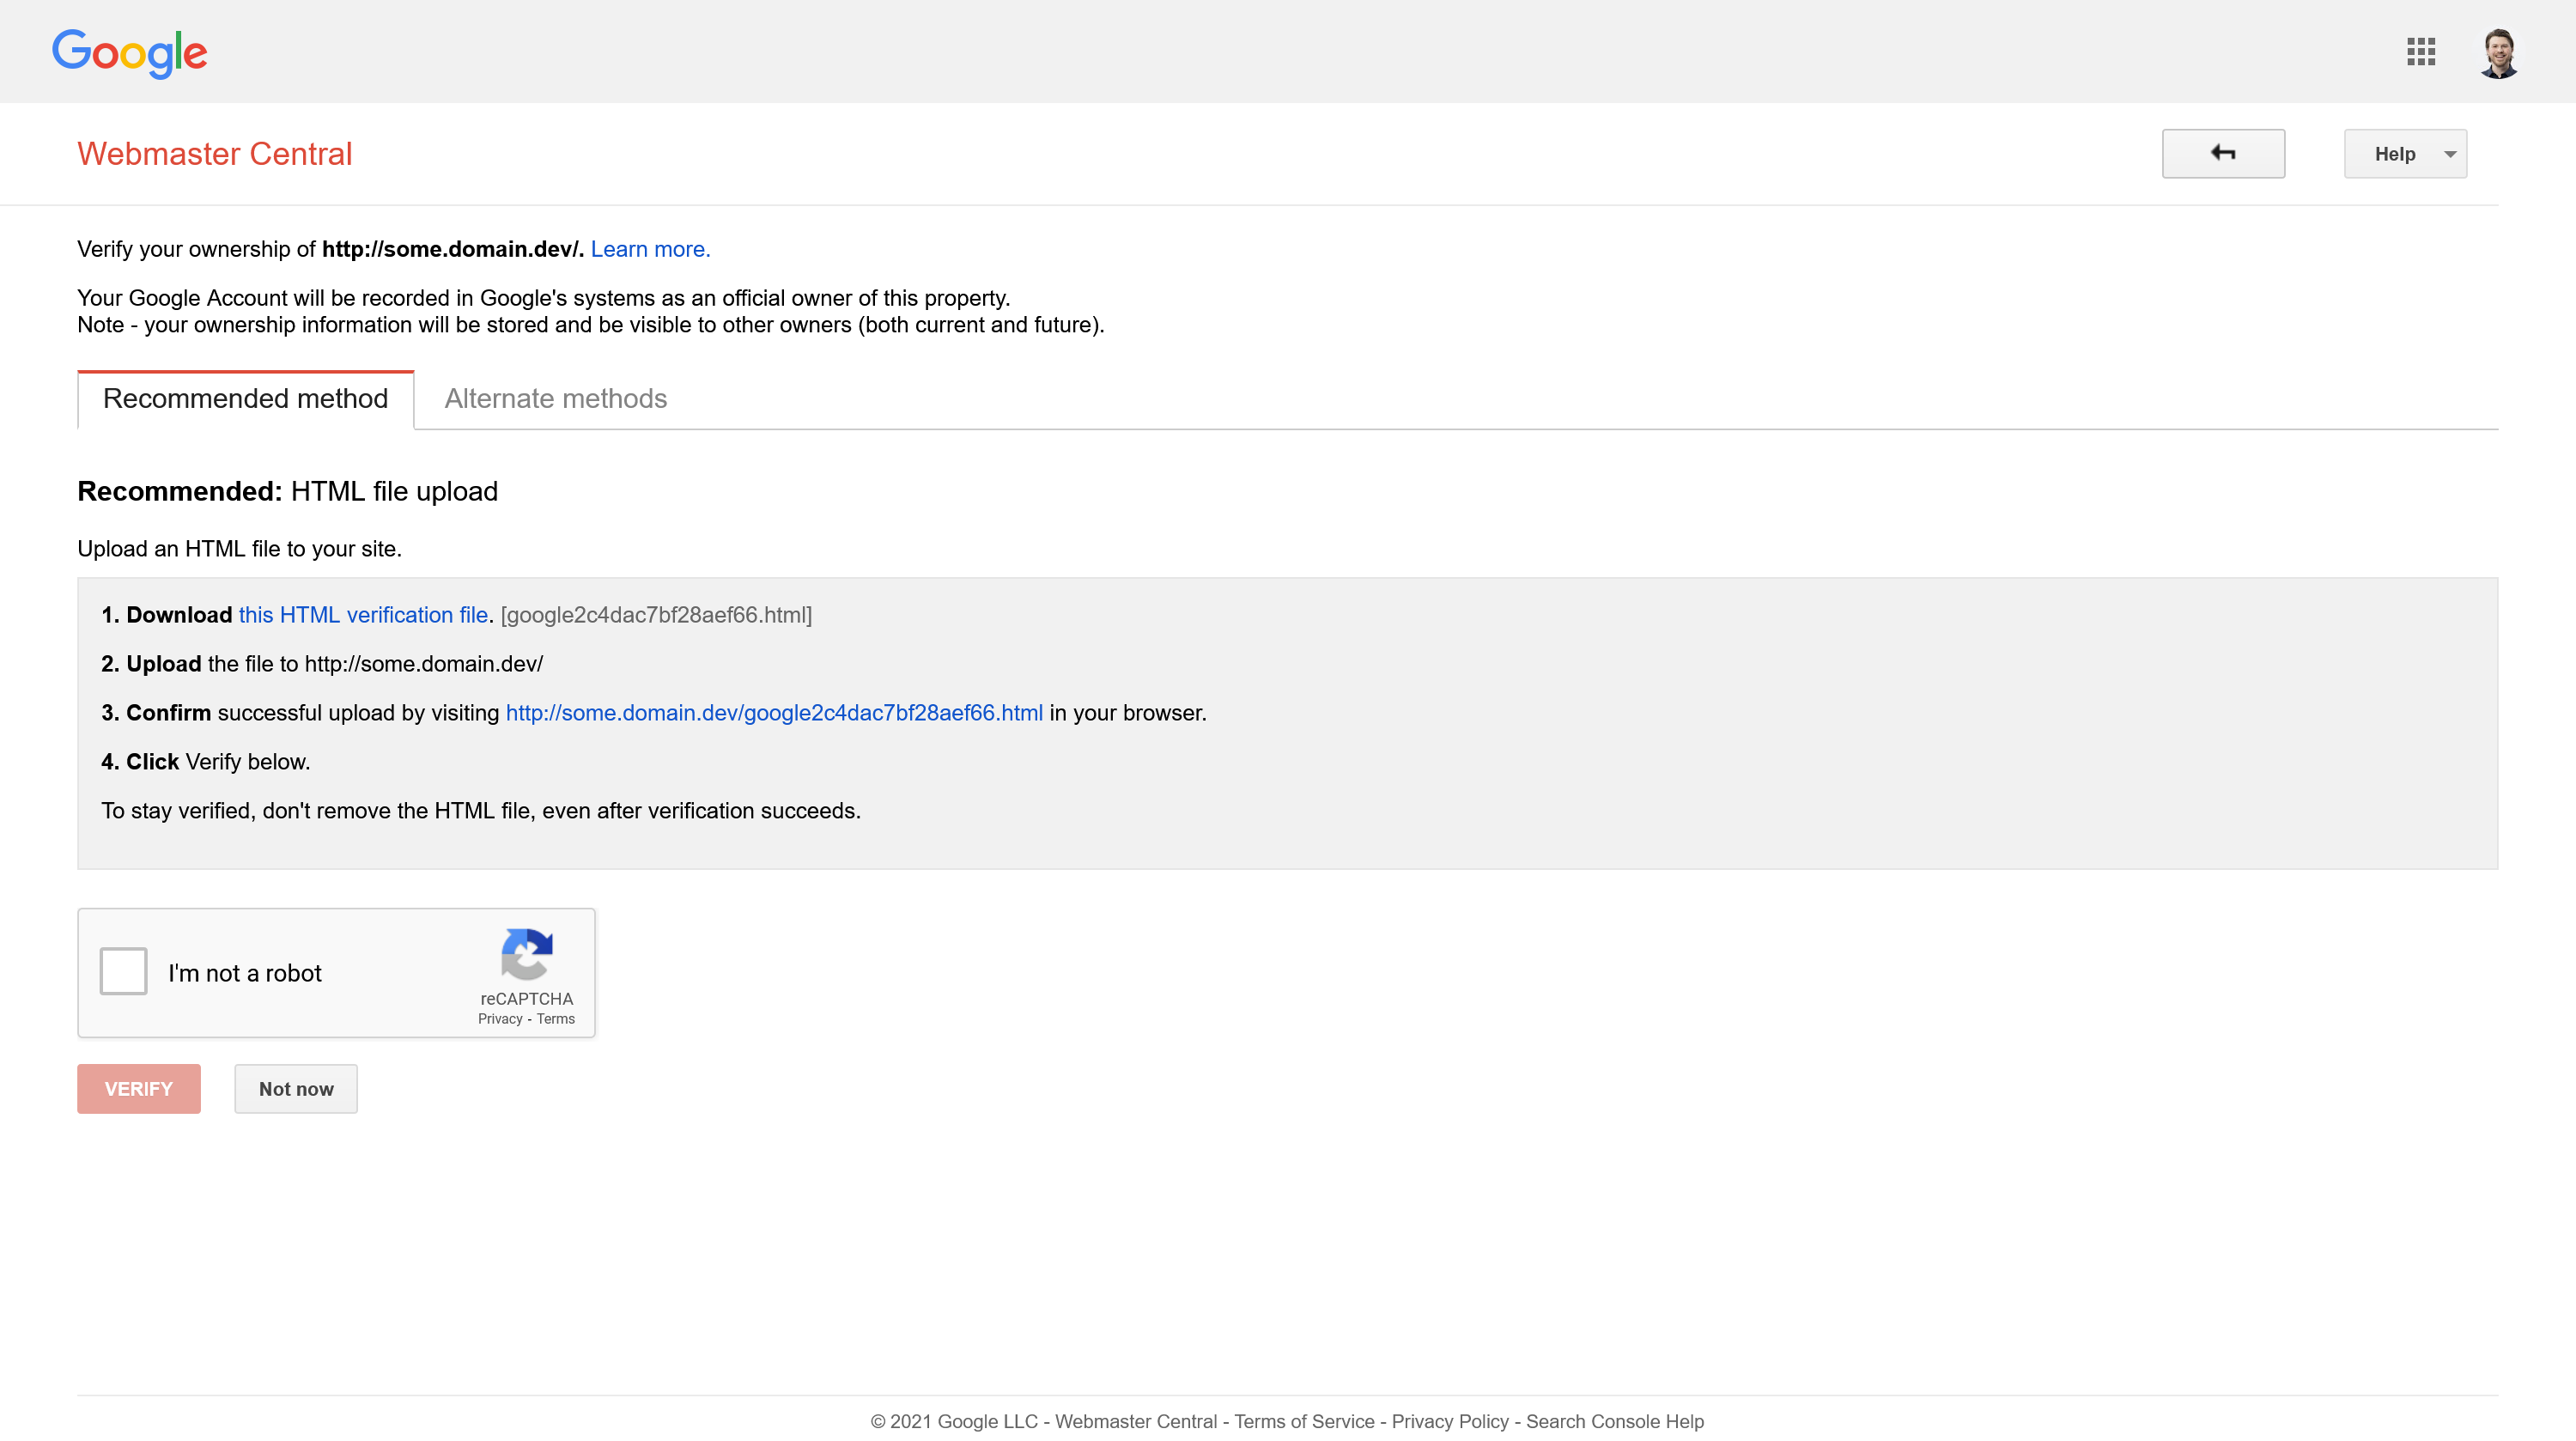 Google
Webmaster Central
Help
Verify your ownership of http://some.domain.dev/. Learn more.
Your Google Account will be recorded in Google's systems as an official owner of this property.
Note - your ownership information will be stored and be visible to other owners (both current and future).
Recommended method
Alternate methods
Recommended: HTML file upload
Upload an HTML file to your site.
1. Download this HTML verification file. [google2c4dac7bf28aef66.html]
2. Upload the file to http://some.domain.dev/
3. Confirm successful upload by visiting http://some.domain.dev/google2c4dac7bf28aef66.html in your browser.
4. Click Verify below.
To stay verified, don't remove the HTML file, even after verification succeeds.
I'm not a robot
reCAPTCHA
Privacy - Terms
VERIFY
Not now
© 2021 Google LLC - Webmaster Central - Terms of Service - Privacy Policy - Search Console Help